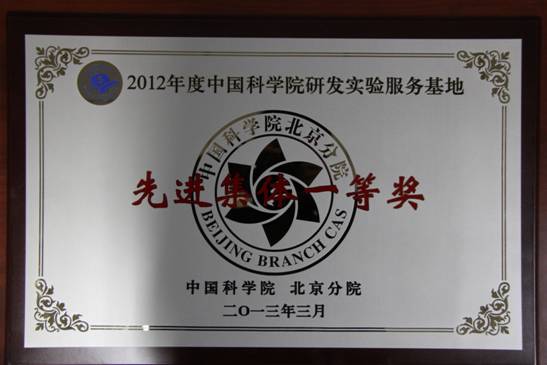 2012年度中国科学院研发实验服务基地
中国科学院北京分院
先进集体一等奖
BEIJING BRANCH CAS
中国科学院 北京分院
二〇一三年三月